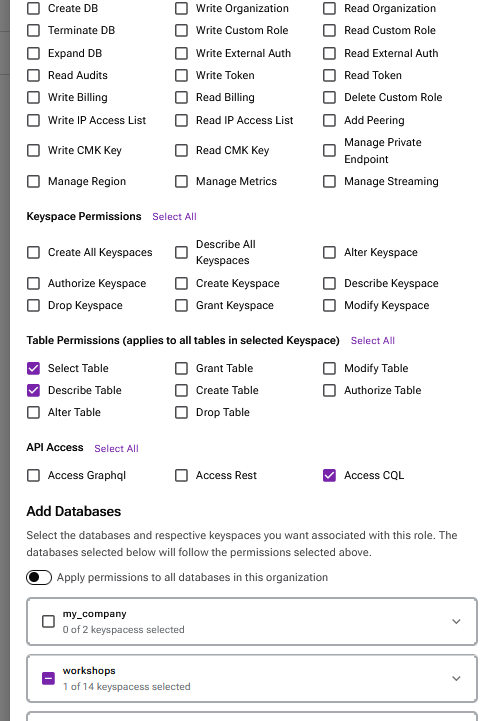 Create DB Write Organization Read Organization
Terminate DB Write Custom Role Read Custom Role
Expand DB Write External Auth Read External Auth
Read Audits Write Token Read Token
Write Billing Read Billing Delete Custom Role
Write IP Access List Read IP Access List Add Peering
Write CMK Key Read CMK Key Manage Private
Endpoint
Manage Region Manage Metrics Manage Streaming
Keyspace Permissions Select All
Create All Keyspaces Describe All
Keyspaces Alter Keyspace
Authorize Keyspace Create Keyspace Describe Keyspace
Drop Keyspace Grant Keyspace Modify Keyspace
Table Permissions (applies to all tables in selected Keyspace) Select All
Select Table Grant Table Modify Table
Describe Table Create Table Authorize Table
Alter Table Drop Table
API Access Select All
Access Graphql Access Rest Access CQL
Add Databases
Select the databases and respective keyspaces you want associated with this role. The
databases selected below will follow the permissions selected above.
Apply permissions to all databases in this organization
my_company
0 of 2 keyspacess selected
workshops
1 of 14 keyspacess selected